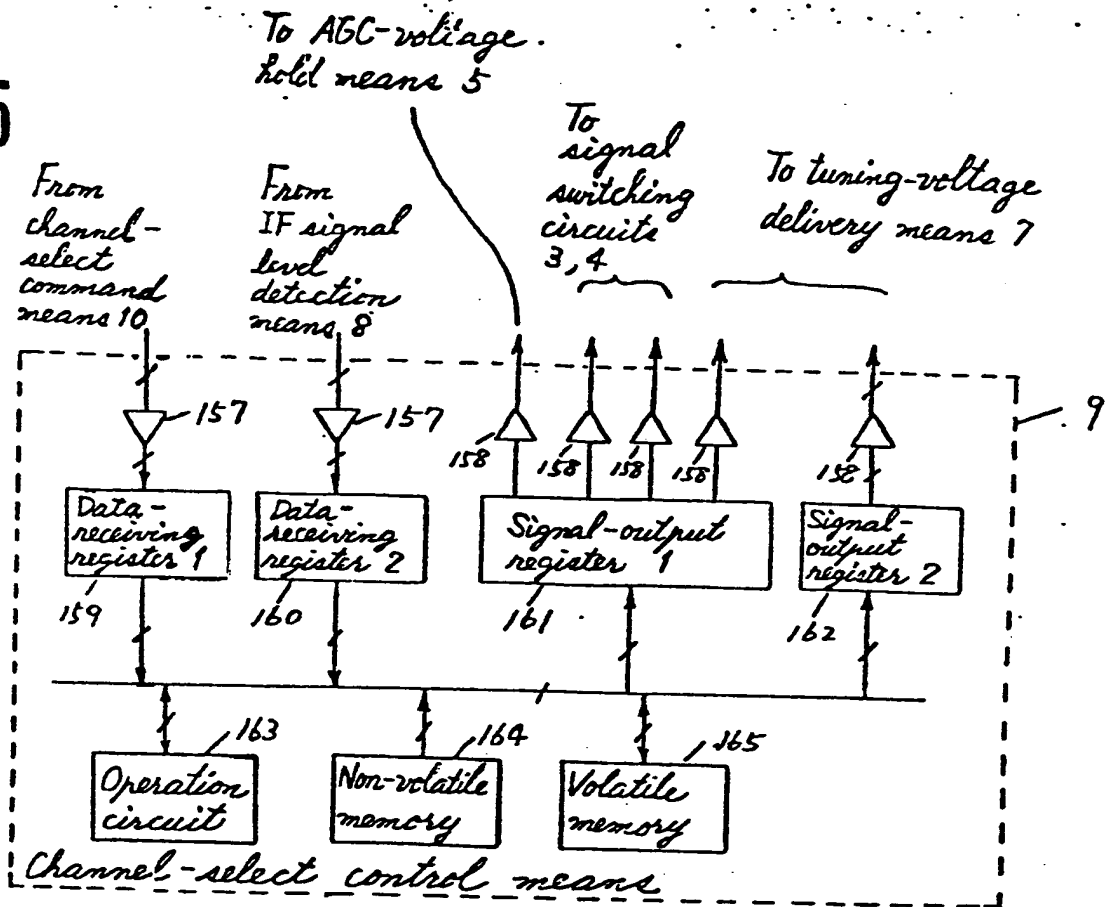 To AGC-voltage
hold means 5
To
signal
switching
circuits
3, 4
To tuning-voltage
delivery means 7
From
channel-
select
command
means 10
From
IF signal
level
detection
means 8
157
157
158
158
158
158
158
9
Data-
receiving
register 1
Data-
receiving
register 2
Signal-output
register 1
Signal-
output
register 2
159
160
161
162
163
164
165
Operation
circuit
Non-volatile
memory
Volatile
memory
Channel-select control means